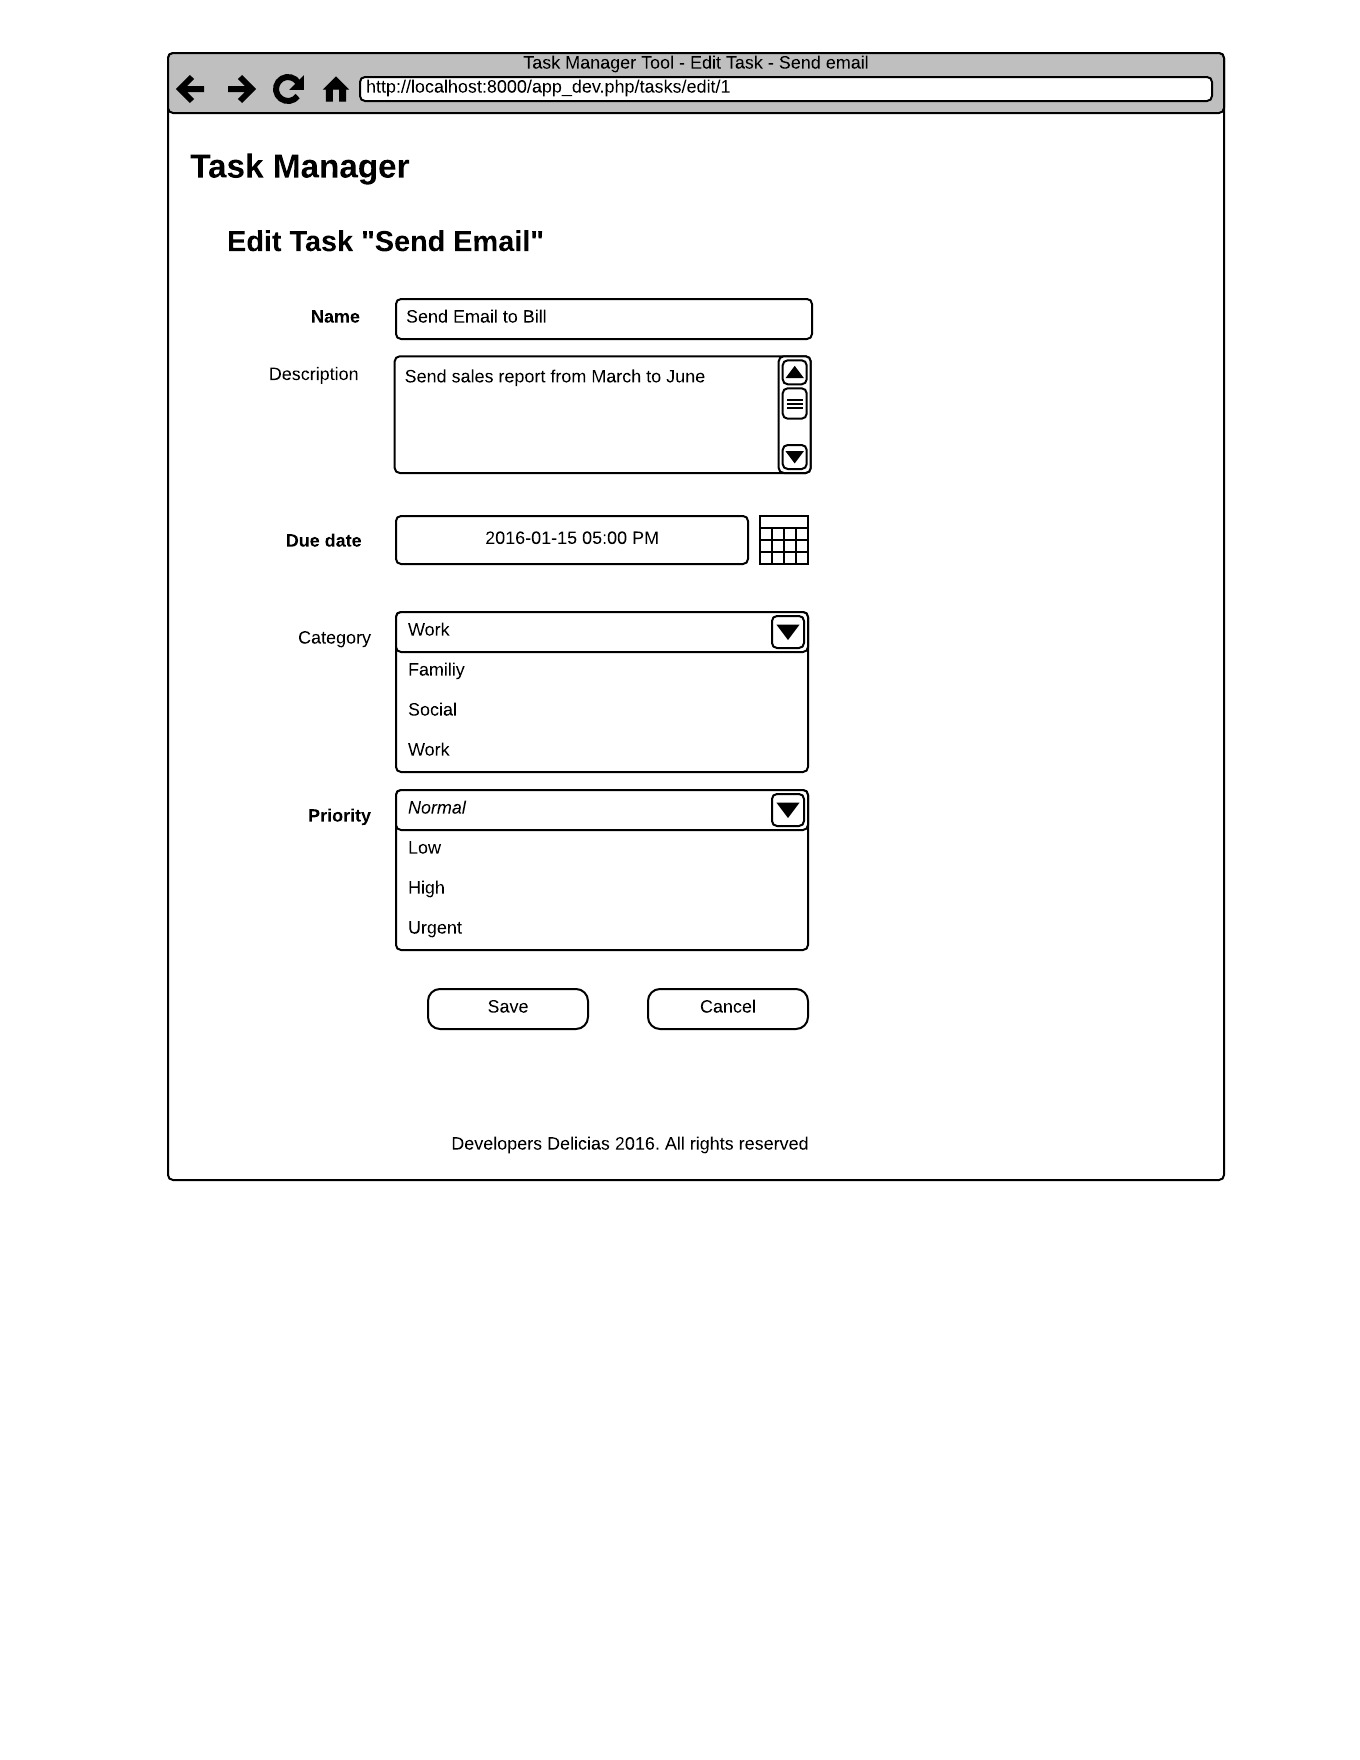 Task Manager Tool - Edit Task - Send email
http://localhost:8000/app_dev.php/tasks/edit/1
Task Manager
Edit Task "Send Email"
Name
Send Email to Bill
Description
Send sales report from March to June
Due date
2016-01-15 05:00 PM
Category
Work
Familiy
Social
Work
Priority
Normal
Low
High
Urgent
Save
Cancel
Developers Delicias 2016. All rights reserved